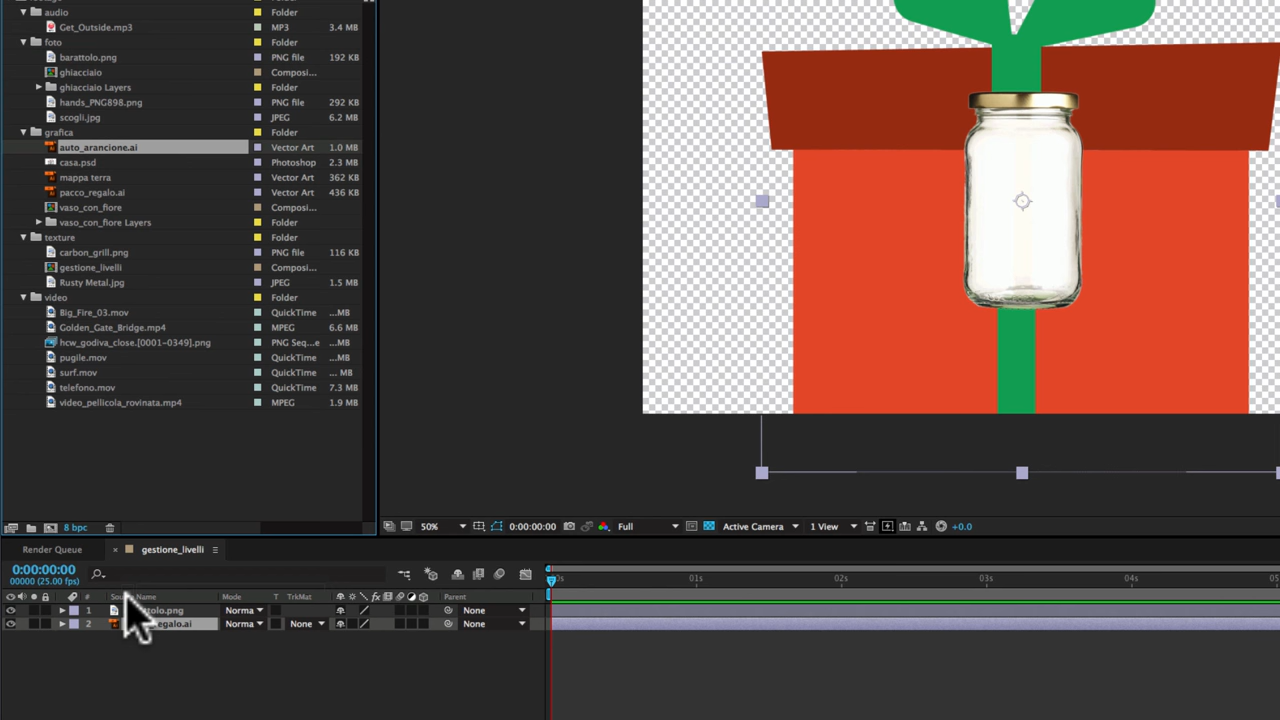 audio Folder
Get_Outside.mp3 MP3 3.4 MB
foto Folder
barattolo.png PNG file 192 KB
ghiacciaio Composi...
ghiacciaio Layers Folder
hands_PNG898.png PNG file 292 KB
scogli.jpg JPEG 6.2 MB
grafica Folder
auto_arancione.ai Vector Art 1.0 MB
casa.psd Photoshop 2.3 MB
mappa terra Vector Art 362 KB
pacco_regalo.ai Vector Art 436 KB
vaso_con_fiore Composi...
vaso_con_fiore Layers Folder
texture Folder
carbon_grill.png PNG file 116 KB
gestione_livelli Composi...
Rusty Metal.jpg JPEG 1.5 MB
video Folder
Big_Fire_03.mov QuickTime ...MB
Golden_Gate_Bridge.mp4 MPEG 6.6 MB
hcw_godiva_close.[0001-0349].png PNG Seq...e ...MB
pugile.mov QuickTime ...MB
surf.mov QuickTime ... MB
telefono.mov QuickTime 7.3 MB
video_pellicola_rovinata.mp4 MPEG 1.9 MB
8 bpc
50% 0:00:00:00 Full Active Camera 1 View +0.0
Render Queue × gestione_livelli
0:00:00:00
00000 (25.00 fps)
0s 01s 02s 03s 04s
# Name Mode T TrkMat Parent
1 tolo.png Norma None
2 egalo.ai Norma None None